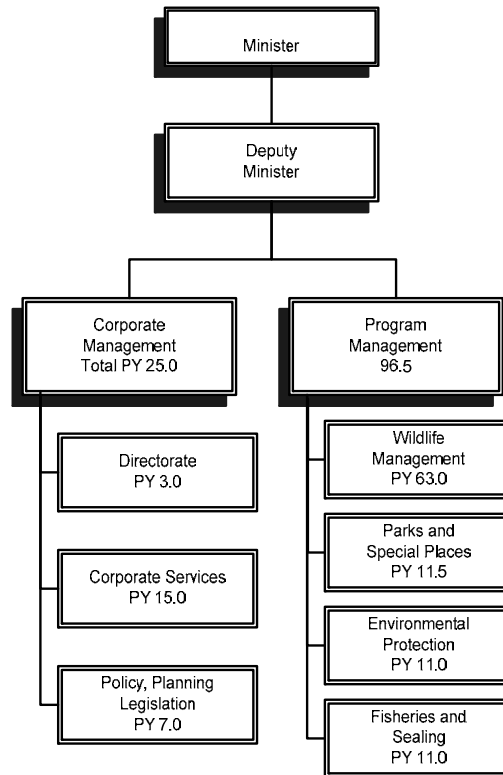 Minister
Deputy
Minister
Corporate
Management
Total PY 25.0
Program
Management
96.5
Directorate
PY 3.0
Corporate Services
PY 15.0
Policy, Planning
Legislation
PY 7.0
Wildlife
Management
PY 63.0
Parks and
Special Places
PY 11.5
Environmental
Protection
PY 11.0
Fisheries and
Sealing
PY 11.0